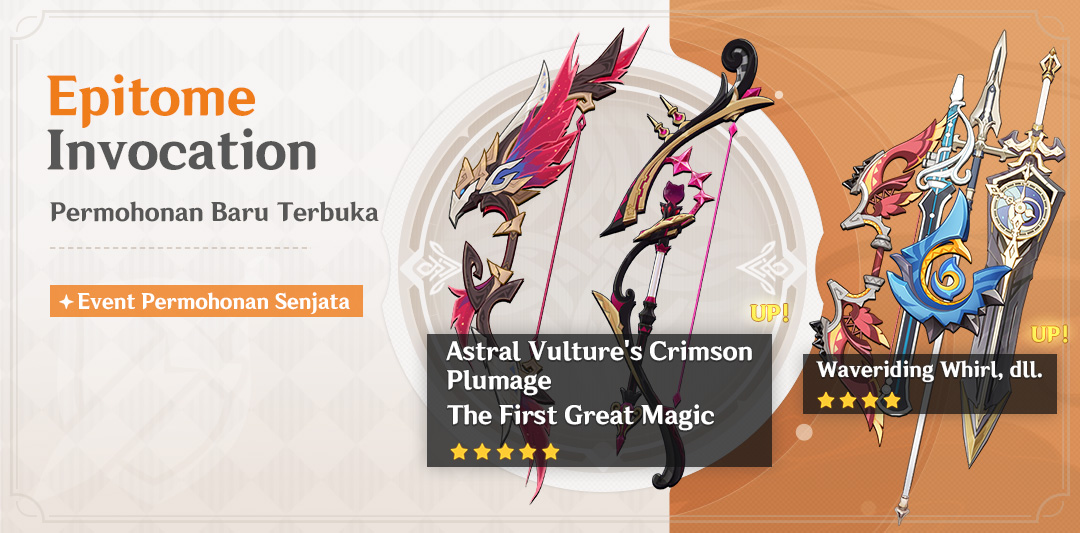 Epitome
Invocation
Permohonan Baru Terbuka
Event Permohonan Senjata
UP!
Astral Vulture's Crimson
Plumage
The First Great Magic
UP!
Waveriding Whirl, dll.